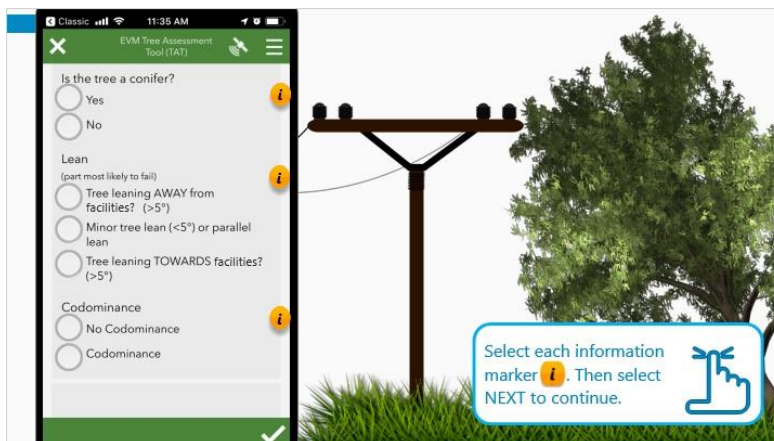 Classic 11:35 AM
EVM Tree Assessment
Tool (TAT)
Is the tree a conifer?
i
Yes
No
Lean
(part most likely to fail)
i
Tree leaning AWAY from
facilities? (>5°)
Minor tree lean (<5°) or parallel
lean
Tree leaning TOWARDS facilities?
(>5°)
Codominance
i
No Codominance
Codominance
Select each information
marker i . Then select
NEXT to continue.